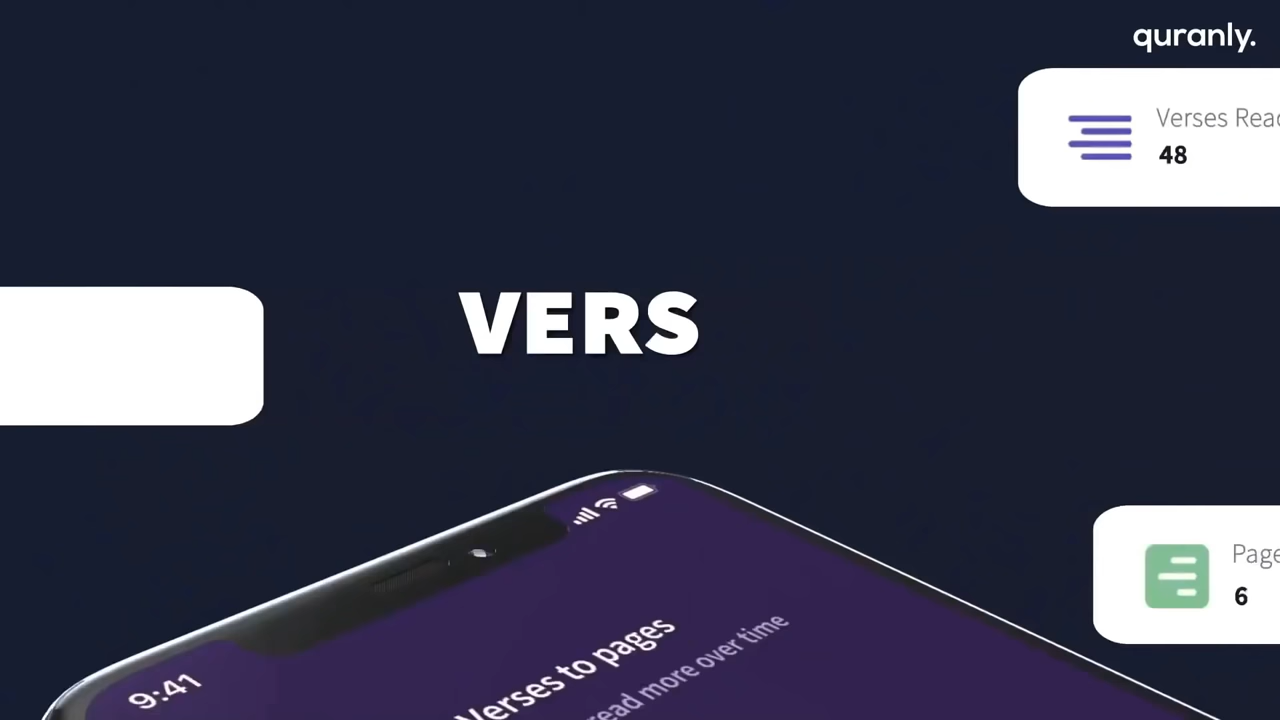 quranly.
Verses Read
48
VERS
Page
6
9:41
Verses to pages
read more over time